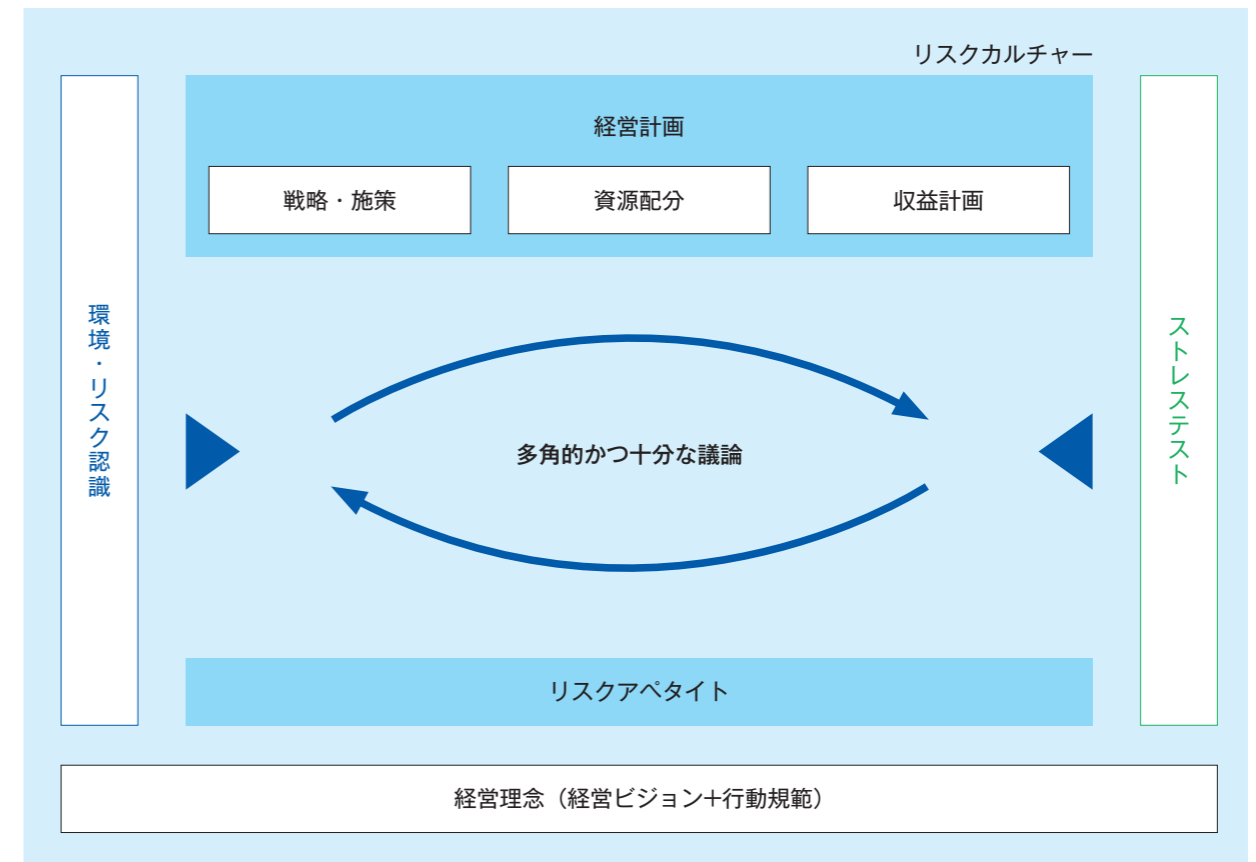 リスクカルチャー
経営計画
戦略・施策
資源配分
収益計画
環境・リスク認識
多角的かつ十分な議論
ストレステスト
リスクアペタイト
経営理念（経営ビジョン＋行動規範）